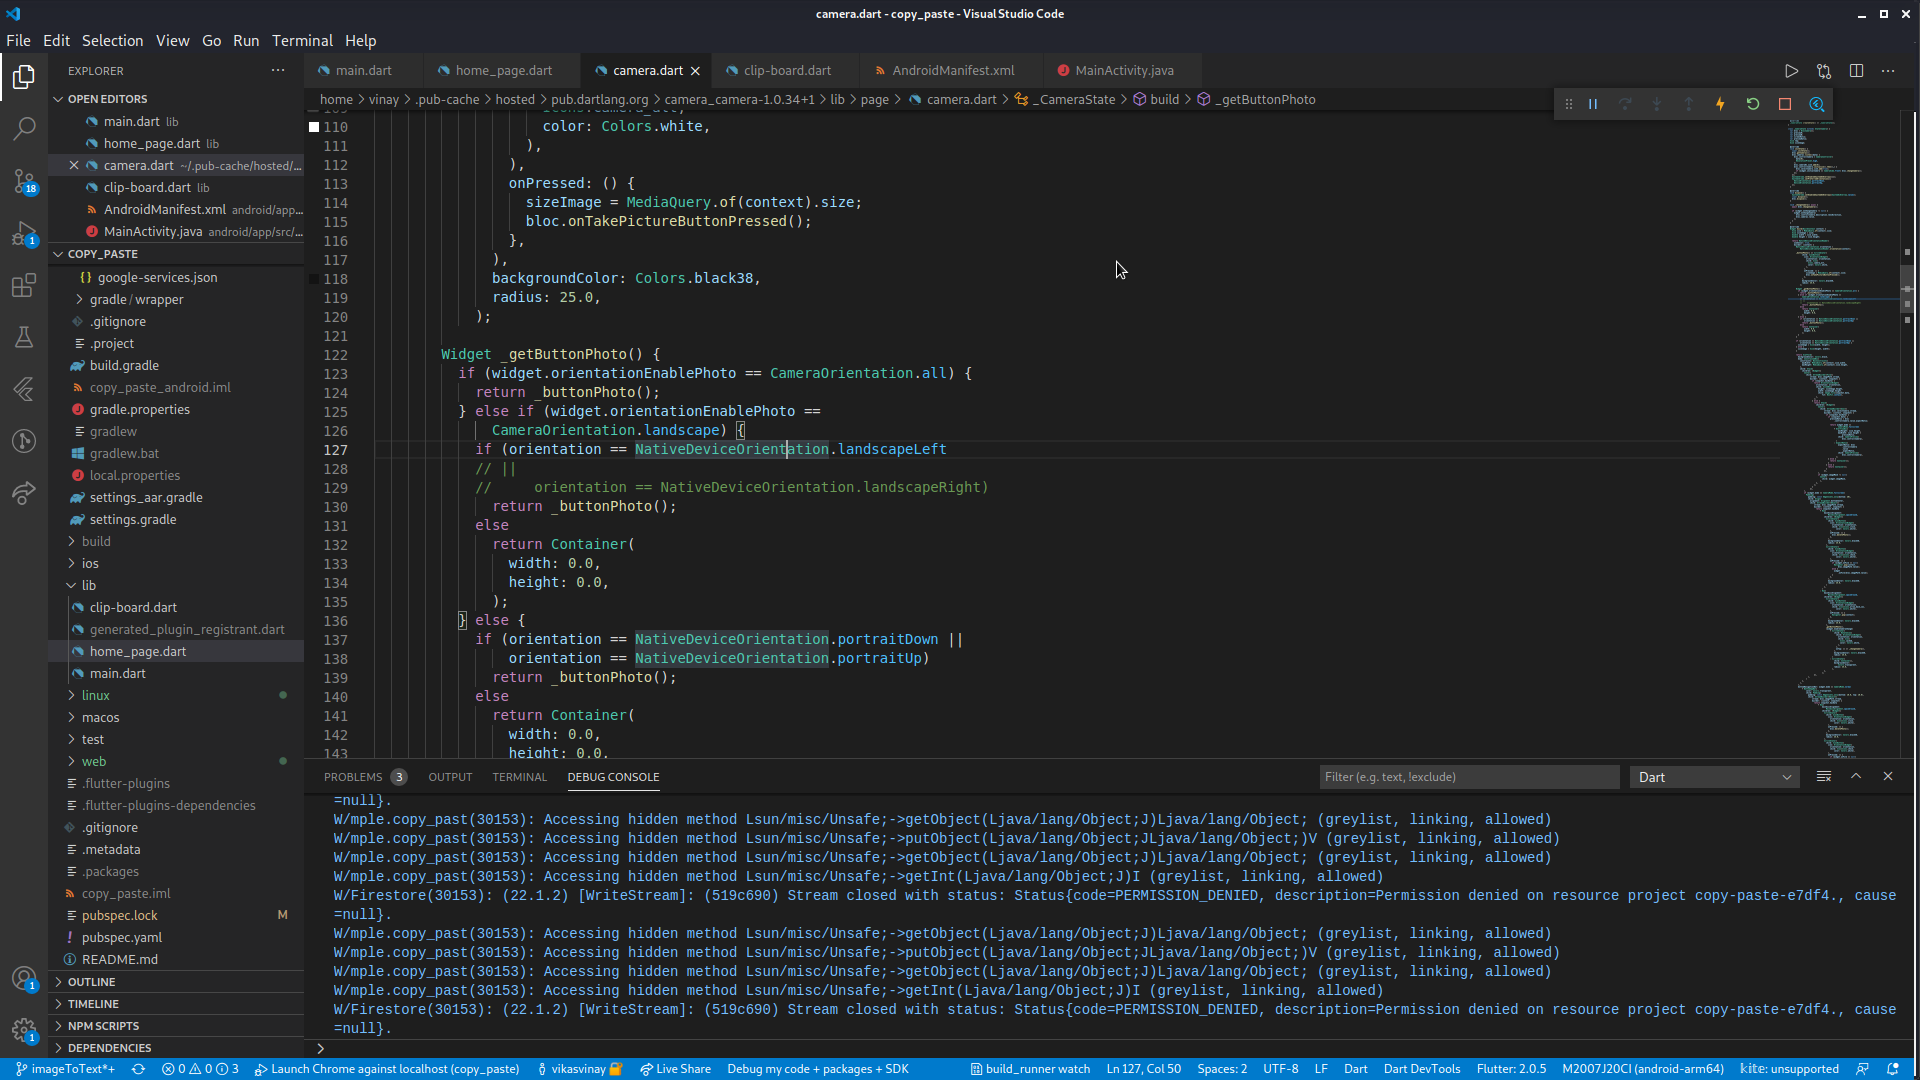 camera.dart - copy_paste - Visual Studio Code
File Edit Selection View Go Run Terminal Help
EXPLORER
OPEN EDITORS
main.dart lib
home_page.dart lib
camera.dart ~/.pub-cache/hosted/...
clip-board.dart lib
AndroidManifest.xml android/app...
MainActivity.java android/app/src/...
COPY_PASTE
google-services.json
gradle / wrapper
.gitignore
.project
build.gradle
copy_paste_android.iml
gradle.properties
gradlew
gradlew.bat
local.properties
settings_aar.gradle
settings.gradle
build
ios
lib
clip-board.dart
generated_plugin_registrant.dart
home_page.dart
main.dart
linux
macos
test
web
.flutter-plugins
.flutter-plugins-dependencies
.gitignore
.metadata
.packages
copy_paste.iml
pubspec.lock M
pubspec.yaml
README.md
OUTLINE
TIMELINE
NPM SCRIPTS
DEPENDENCIES
18
1
1
1
main.dart home_page.dart camera.dart clip-board.dart AndroidManifest.xml MainActivity.java
home > vinay > .pub-cache > hosted > pub.dartlang.org > camera_camera-1.0.34+1 > lib > page > camera.dart > _CameraState > build > _getButtonPhoto
110 color: Colors.white,
111 ),
112 ),
113 onPressed: () {
114 sizeImage = MediaQuery.of(context).size;
115 bloc.onTakePictureButtonPressed();
116 },
117 ),
118 backgroundColor: Colors.black38,
119 radius: 25.0,
120 );
121
122 Widget _getButtonPhoto() {
123 if (widget.orientationEnablePhoto == CameraOrientation.all) {
124 return _buttonPhoto();
125 } else if (widget.orientationEnablePhoto ==
126 CameraOrientation.landscape) {
127 if (orientation == NativeDeviceOrientation.landscapeLeft
128 // ||
129 // orientation == NativeDeviceOrientation.landscapeRight)
130 return _buttonPhoto();
131 else
132 return Container(
133 width: 0.0,
134 height: 0.0,
135 );
136 } else {
137 if (orientation == NativeDeviceOrientation.portraitDown ||
138 orientation == NativeDeviceOrientation.portraitUp)
139 return _buttonPhoto();
140 else
141 return Container(
142 width: 0.0,
143 height: 0.0,
PROBLEMS 3 OUTPUT TERMINAL DEBUG CONSOLE
Filter (e.g. text, !exclude)
Dart
=null}.
W/mple.copy_past(30153): Accessing hidden method Lsun/misc/Unsafe;->getObject(Ljava/lang/Object;J)Ljava/lang/Object; (greylist, linking, allowed)
W/mple.copy_past(30153): Accessing hidden method Lsun/misc/Unsafe;->putObject(Ljava/lang/Object;JLjava/lang/Object;)V (greylist, linking, allowed)
W/mple.copy_past(30153): Accessing hidden method Lsun/misc/Unsafe;->getObject(Ljava/lang/Object;J)Ljava/lang/Object; (greylist, linking, allowed)
W/mple.copy_past(30153): Accessing hidden method Lsun/misc/Unsafe;->getInt(Ljava/lang/Object;J)I (greylist, linking, allowed)
W/Firestore(30153): (22.1.2) [WriteStream]: (519c690) Stream closed with status: Status{code=PERMISSION_DENIED, description=Permission denied on resource project copy-paste-e7df4., cause
=null}.
W/mple.copy_past(30153): Accessing hidden method Lsun/misc/Unsafe;->getObject(Ljava/lang/Object;J)Ljava/lang/Object; (greylist, linking, allowed)
W/mple.copy_past(30153): Accessing hidden method Lsun/misc/Unsafe;->putObject(Ljava/lang/Object;JLjava/lang/Object;)V (greylist, linking, allowed)
W/mple.copy_past(30153): Accessing hidden method Lsun/misc/Unsafe;->getObject(Ljava/lang/Object;J)Ljava/lang/Object; (greylist, linking, allowed)
W/mple.copy_past(30153): Accessing hidden method Lsun/misc/Unsafe;->getInt(Ljava/lang/Object;J)I (greylist, linking, allowed)
W/Firestore(30153): (22.1.2) [WriteStream]: (519c690) Stream closed with status: Status{code=PERMISSION_DENIED, description=Permission denied on resource project copy-paste-e7df4., cause
=null}.
>
imageToText*+ 0 0 3 Launch Chrome against localhost (copy_paste) vikasvinay Live Share Debug my code + packages + SDK build_runner watch Ln 127, Col 50 Spaces: 2 UTF-8 LF Dart Dart DevTools Flutter: 2.0.5 M2007J20CI (android-arm64) kite: unsupported